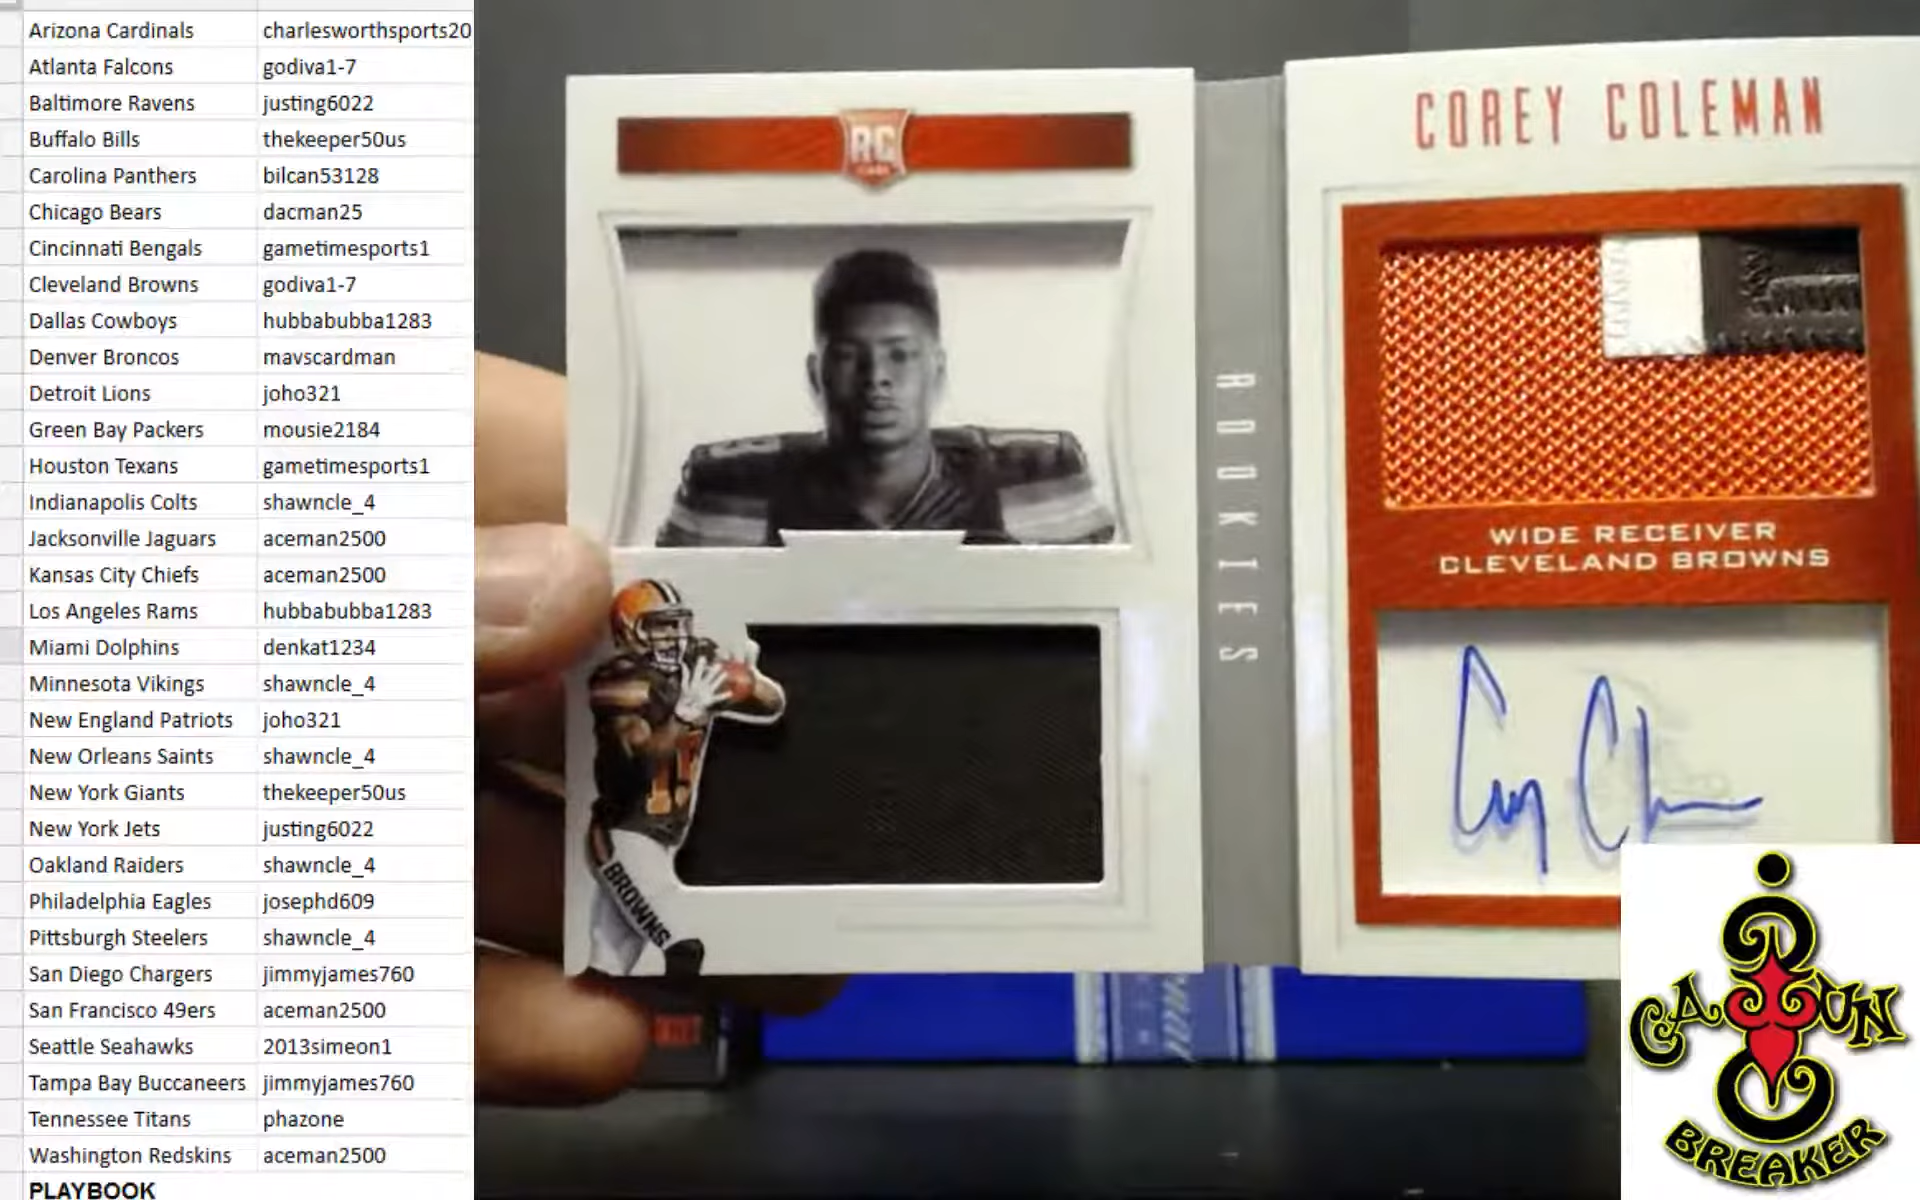 Arizona Cardinals charlesworthsports20
Atlanta Falcons godiva1-7
Baltimore Ravens justing6022
Buffalo Bills thekeeper50us
Carolina Panthers bilcan53128
Chicago Bears dacman25
Cincinnati Bengals gametimesports1
Cleveland Browns godiva1-7
Dallas Cowboys hubbabubba1283
Denver Broncos mavscardman
Detroit Lions joho321
Green Bay Packers mousie2184
Houston Texans gametimesports1
Indianapolis Colts shawncle_4
Jacksonville Jaguars aceman2500
Kansas City Chiefs aceman2500
Los Angeles Rams hubbabubba1283
Miami Dolphins denkat1234
Minnesota Vikings shawncle_4
New England Patriots joho321
New Orleans Saints shawncle_4
New York Giants thekeeper50us
New York Jets justing6022
Oakland Raiders shawncle_4
Philadelphia Eagles josephd609
Pittsburgh Steelers shawncle_4
San Diego Chargers jimmyjames760
San Francisco 49ers aceman2500
Seattle Seahawks 2013simeon1
Tampa Bay Buccaneers jimmyjames760
Tennessee Titans phazone
Washington Redskins aceman2500
PLAYBOOK
RC
BROWNS
ROOKIES
COREY COLEMAN
WIDE RECEIVER
CLEVELAND BROWNS
CAJUN
BREAKER